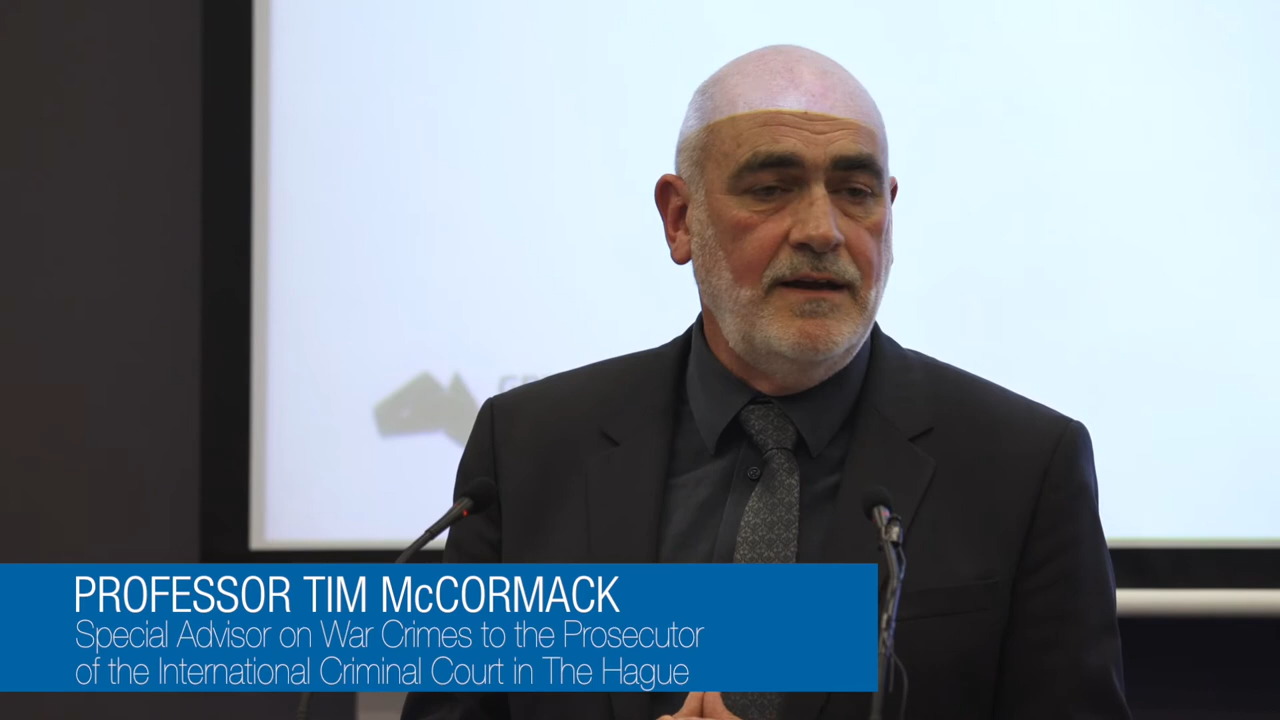 PROFESSOR TIM McCORMACK
Special Advisor on War Crimes to the Prosecutor
of the International Criminal Court in The Hague